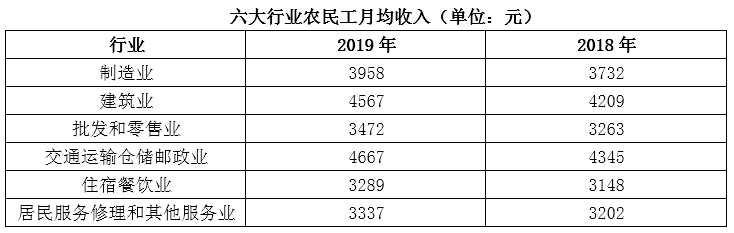 六大行业农民工月均收入（单位：元）
行业 2019 年 2018 年
制造业 3958 3732
建筑业 4567 4209
批发和零售业 3472 3263
交通运输仓储邮政业 4667 4345
住宿餐饮业 3289 3148
居民服务修理和其他服务业 3337 3202